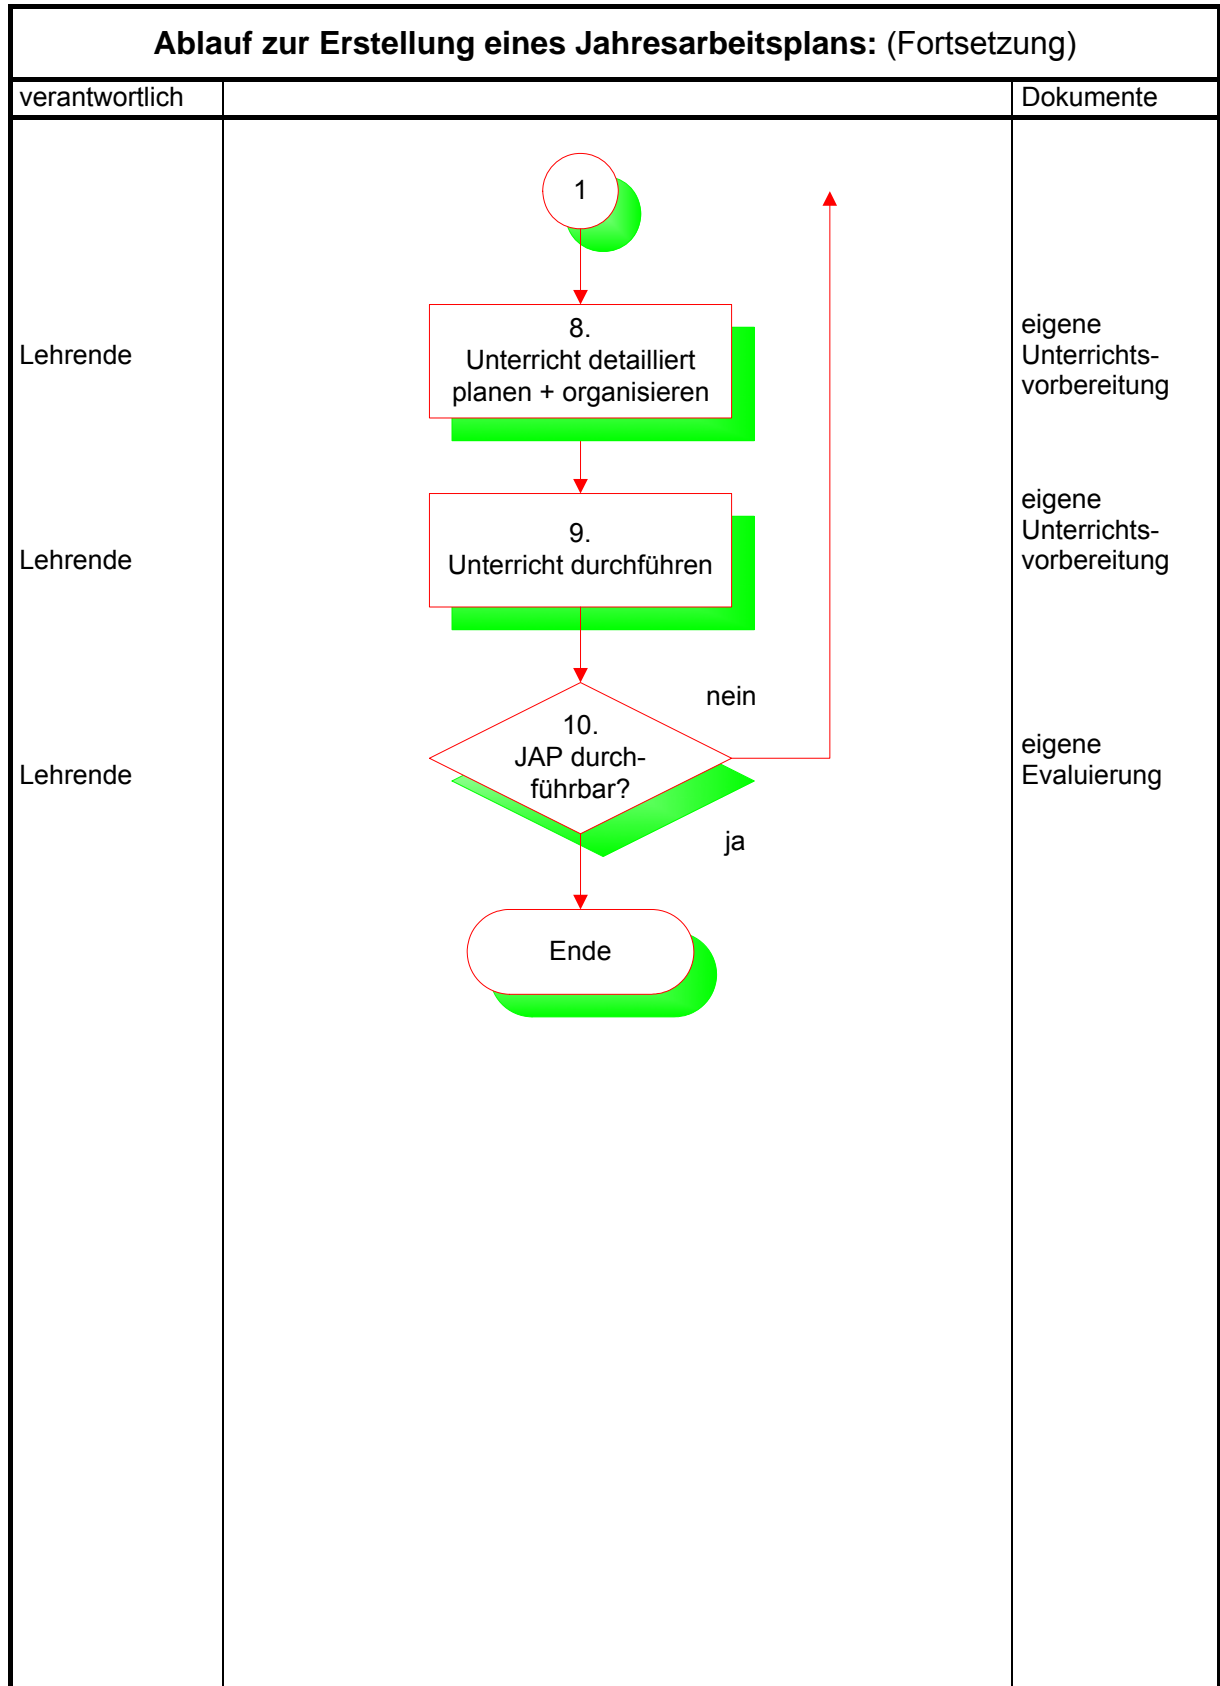 Ablauf zur Erstellung eines Jahresarbeitsplans: (Fortsetzung)
verantwortlich
Dokumente
1
Lehrende
8.
Unterricht detailliert
planen + organisieren
eigene
Unterrichts-
vorbereitung
Lehrende
9.
Unterricht durchführen
eigene
Unterrichts-
vorbereitung
nein
Lehrende
10.
JAP durch-
führbar?
eigene
Evaluierung
ja
Ende